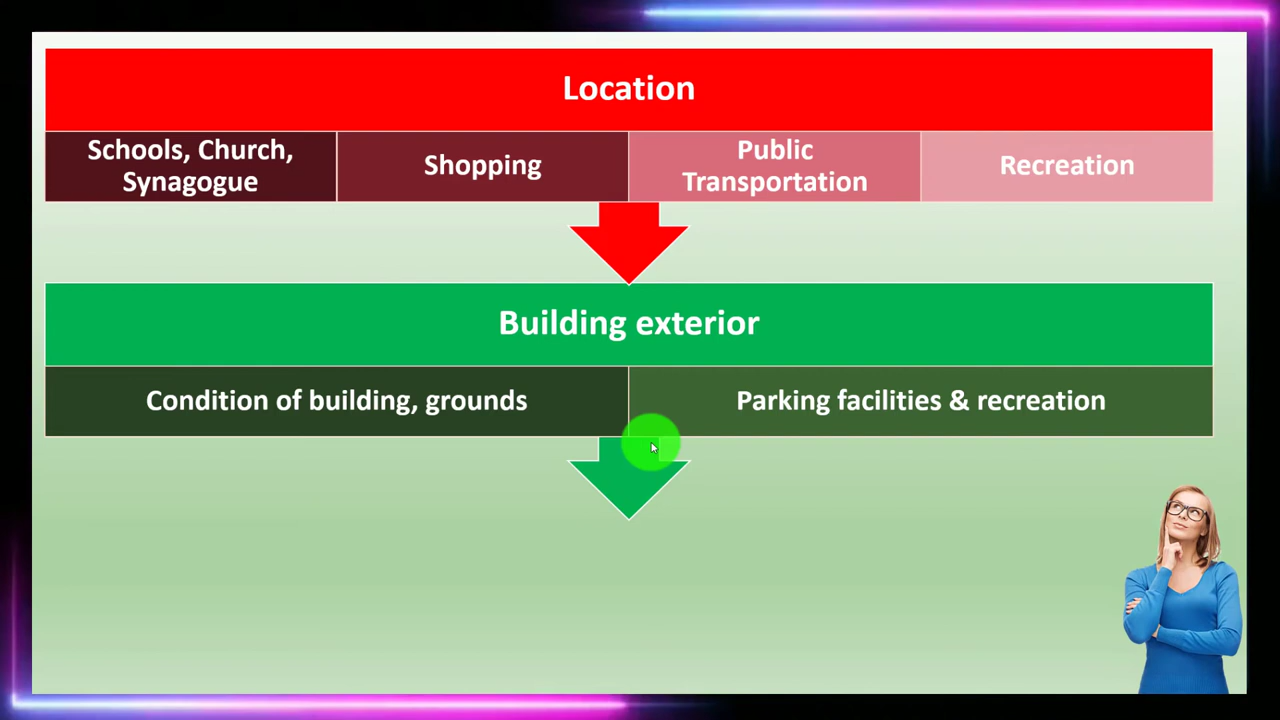 Location
Schools, Church,
Synagogue
Shopping
Public
Transportation
Recreation
Building exterior
Condition of building, grounds
Parking facilities & recreation